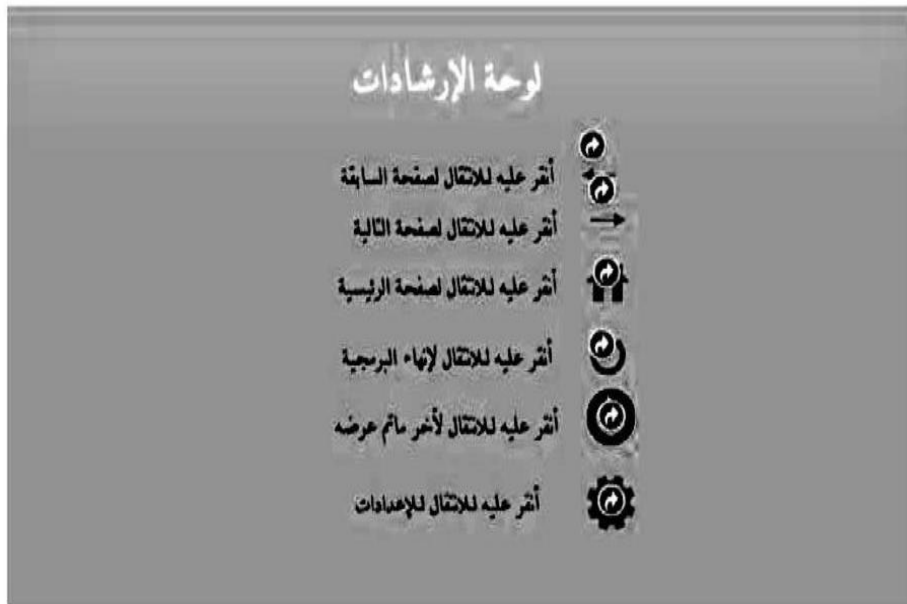 لوحة الإرشادات
أنقر عليه للانتقال لصفحة السابقة
أنقر عليه للانتقال لصفحة التالية
أنقر عليه للانتقال لصفحة الرئيسية
أنقر عليه للانتقال لإنهاء البرمجية
أنقر عليه للانتقال لأخر ماتم عرضه
أنقر عليه للانتقال للإعدادات